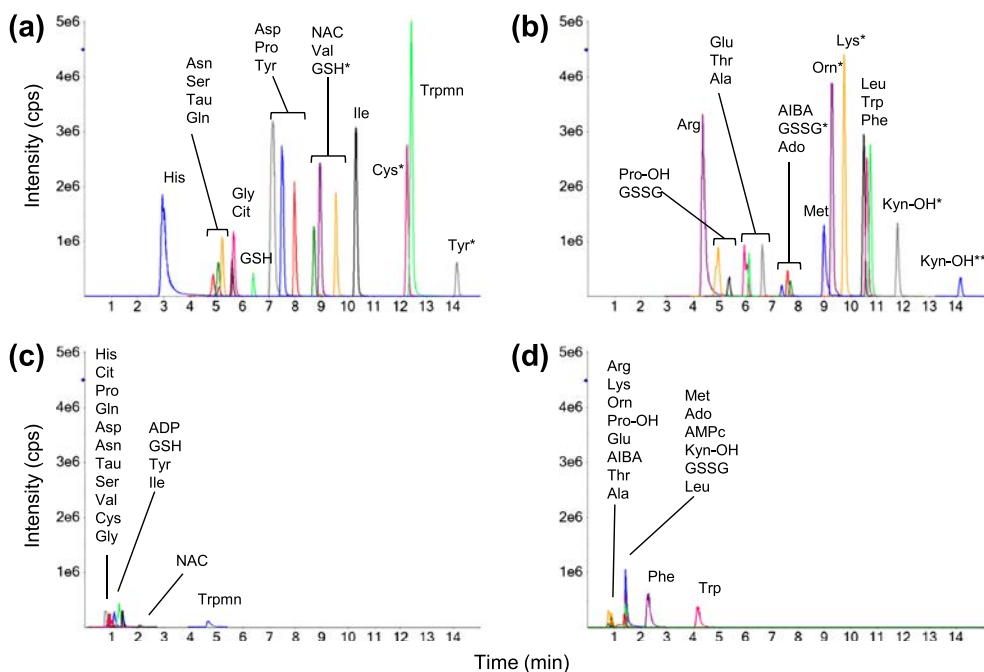 (a)
Intensity (cps)
5e6
4e6
3e6
2e6
1e6
His
Asn
Ser
Tau
Gln
Gly
Cit
GSH
Asp
Pro
Tyr
NAC
Val
GSH*
Ile
Cys*
Trpmn
Tyr*
1 2 3 4 5 6 7 8 9 10 11 12 13 14
(b)
5e6
4e6
3e6
2e6
1e6
Arg
Pro-OH
GSSG
Glu
Thr
Ala
AIBA
GSSG*
Ado
Met
Orn*
Lys*
Leu
Trp
Phe
Kyn-OH*
Kyn-OH**
1 2 3 4 5 6 7 8 9 10 11 12 13 14
(c)
Intensity (cps)
5e6
4e6
3e6
2e6
1e6
His
Cit
Pro
Gln
Asp
Asn
Tau
Ser
Val
Cys
Gly
ADP
GSH
Tyr
Ile
NAC
Trpmn
1 2 3 4 5 6 7 8 9 10 11 12 13 14
(d)
5e6
4e6
3e6
2e6
1e6
Arg
Lys
Orn
Pro-OH
Glu
AIBA
Thr
Ala
Met
Ado
AMPc
Kyn-OH
GSSG
Leu
Phe
Trp
1 2 3 4 5 6 7 8 9 10 11 12 13 14
Time (min)